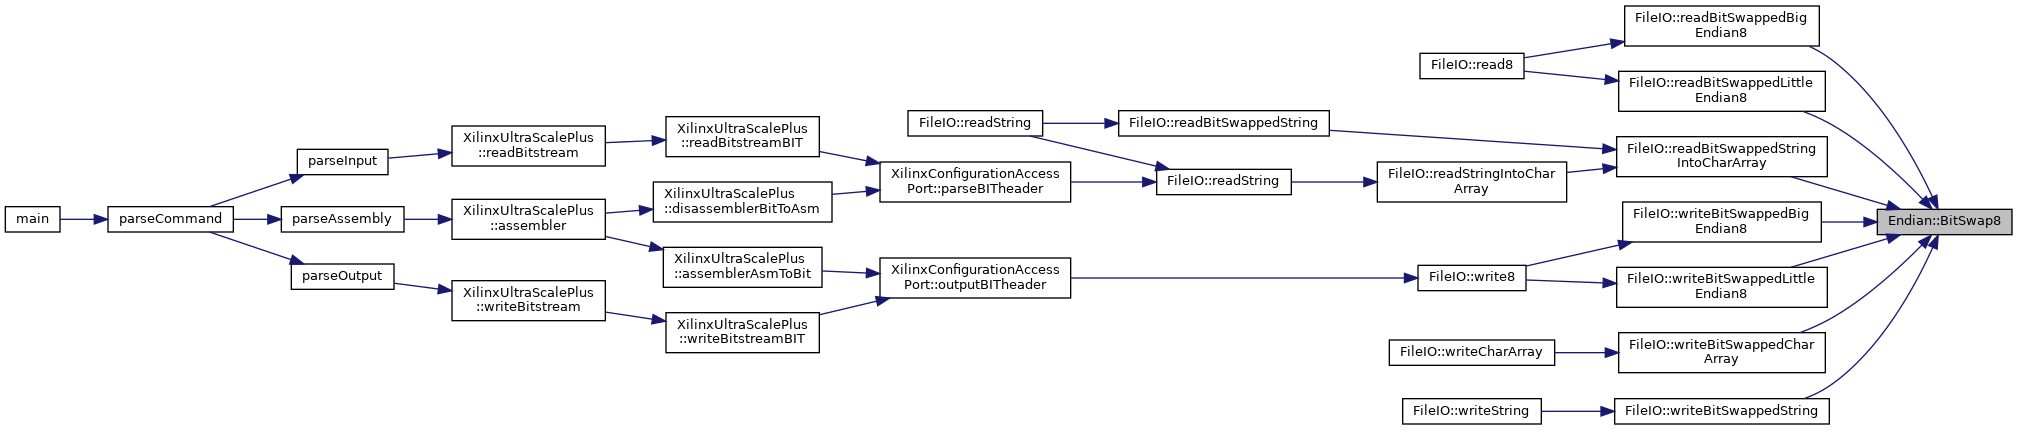 main
parseCommand
parseInput
parseAssembly
parseOutput
XilinxUltraScalePlus
::readBitstream
XilinxUltraScalePlus
::assembler
XilinxUltraScalePlus
::writeBitstream
XilinxUltraScalePlus
::readBitstreamBIT
XilinxUltraScalePlus
::disassemblerBitToAsm
XilinxUltraScalePlus
::assemblerAsmToBit
XilinxUltraScalePlus
::writeBitstreamBIT
FileIO::readString
XilinxConfigurationAccess
Port::parseBITheader
XilinxConfigurationAccess
Port::outputBITheader
FileIO::readBitSwappedString
FileIO::readString
FileIO::read8
FileIO::readStringIntoChar
Array
FileIO::write8
FileIO::writeCharArray
FileIO::writeString
FileIO::readBitSwappedBig
Endian8
FileIO::readBitSwappedLittle
Endian8
FileIO::readBitSwappedString
IntoCharArray
FileIO::writeBitSwappedBig
Endian8
FileIO::writeBitSwappedLittle
Endian8
FileIO::writeBitSwappedChar
Array
FileIO::writeBitSwappedString
Endian::BitSwap8